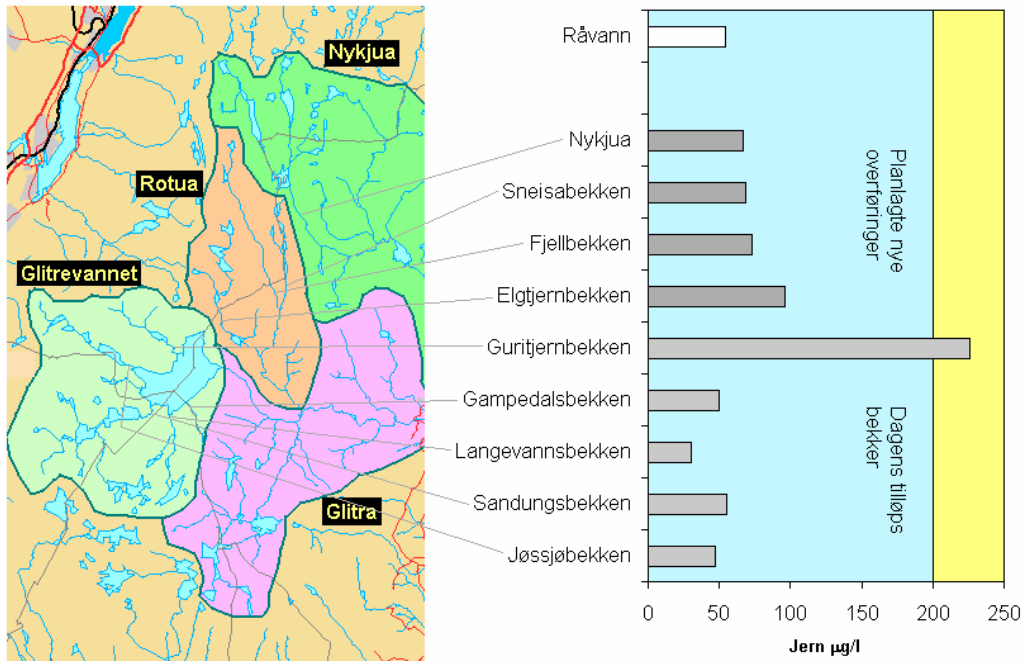 Nykjua
Rotua
Glitrevannet
Glitra
Råvann
Nykjua
Sneisabekken
Fjellbekken
Elgtjernbekken
Guritjernbekken
Gampedalsbekken
Langevannsbekken
Sandungsbekken
Jøssjøbekken
Planlagte nye
overføringer
Dagens tilløps
bekker
0 50 100 150 200 250
Jern µg/l